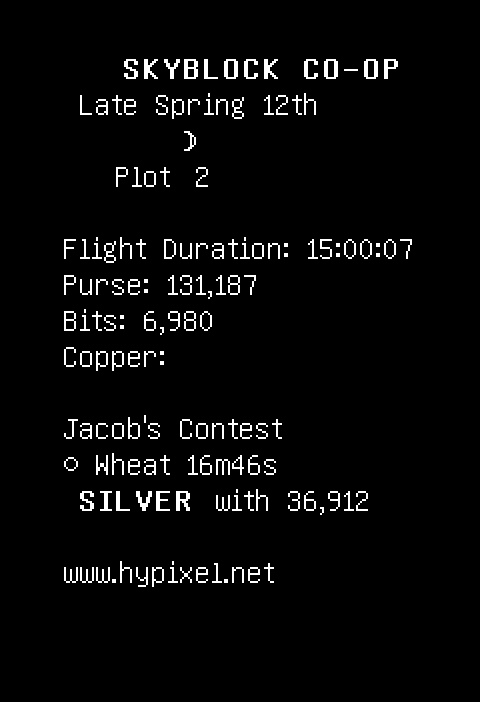 SKYBLOCK CO-OP
Late Spring 12th
☽
Plot 2
Flight Duration: 15:00:07
Purse: 131,187
Bits: 6,980
Copper:
Jacob's Contest
○ Wheat 16m46s
SILVER with 36,912
www.hypixel.net